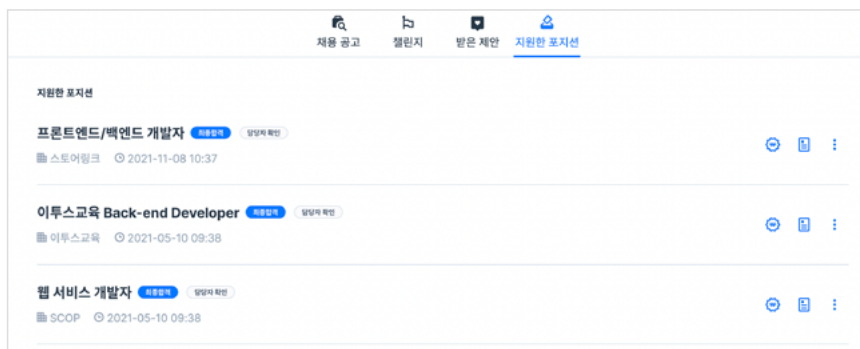 채용 공고 챌린지 받은 제안 지원한 포지션
지원한 포지션
프론트엔드/백엔드 개발자 최종합격 담당자 확인
스토어링크 2021-11-08 10:37
이투스교육 Back-end Developer 최종합격 담당자 확인
이투스교육 2021-05-10 09:38
웹 서비스 개발자 최종합격 담당자 확인
SCOP 2021-05-10 09:38